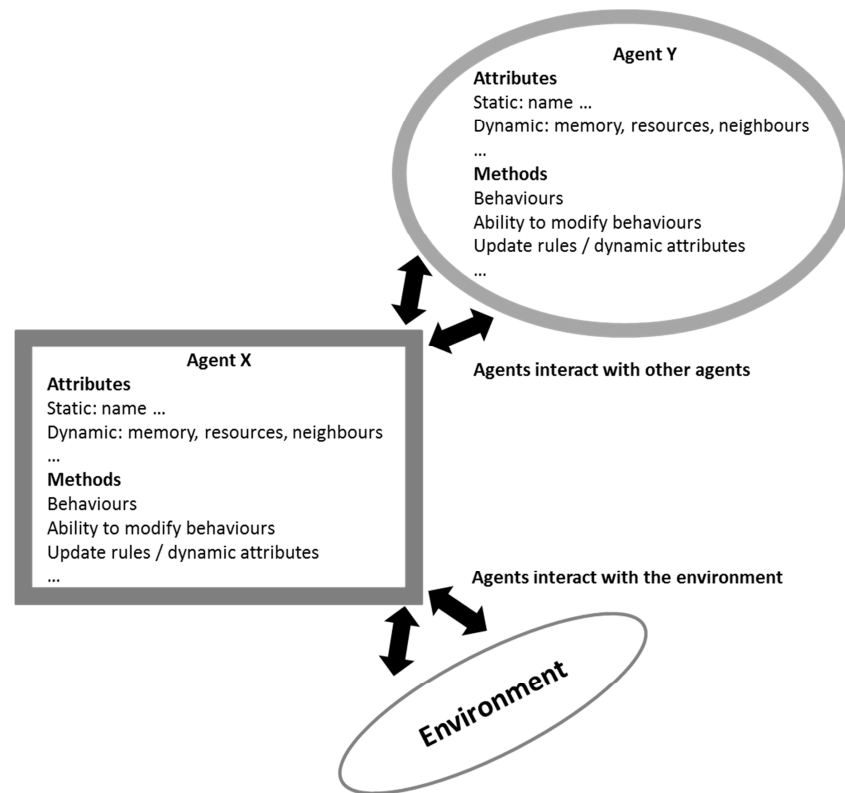 Agent Y
Attributes
Static: name ...
Dynamic: memory, resources, neighbours
...
Methods
Behaviours
Ability to modify behaviours
Update rules / dynamic attributes
...
Agents interact with other agents
Agent X
Attributes
Static: name ...
Dynamic: memory, resources, neighbours
...
Methods
Behaviours
Ability to modify behaviours
Update rules / dynamic attributes
...
Agents interact with the environment
Environment